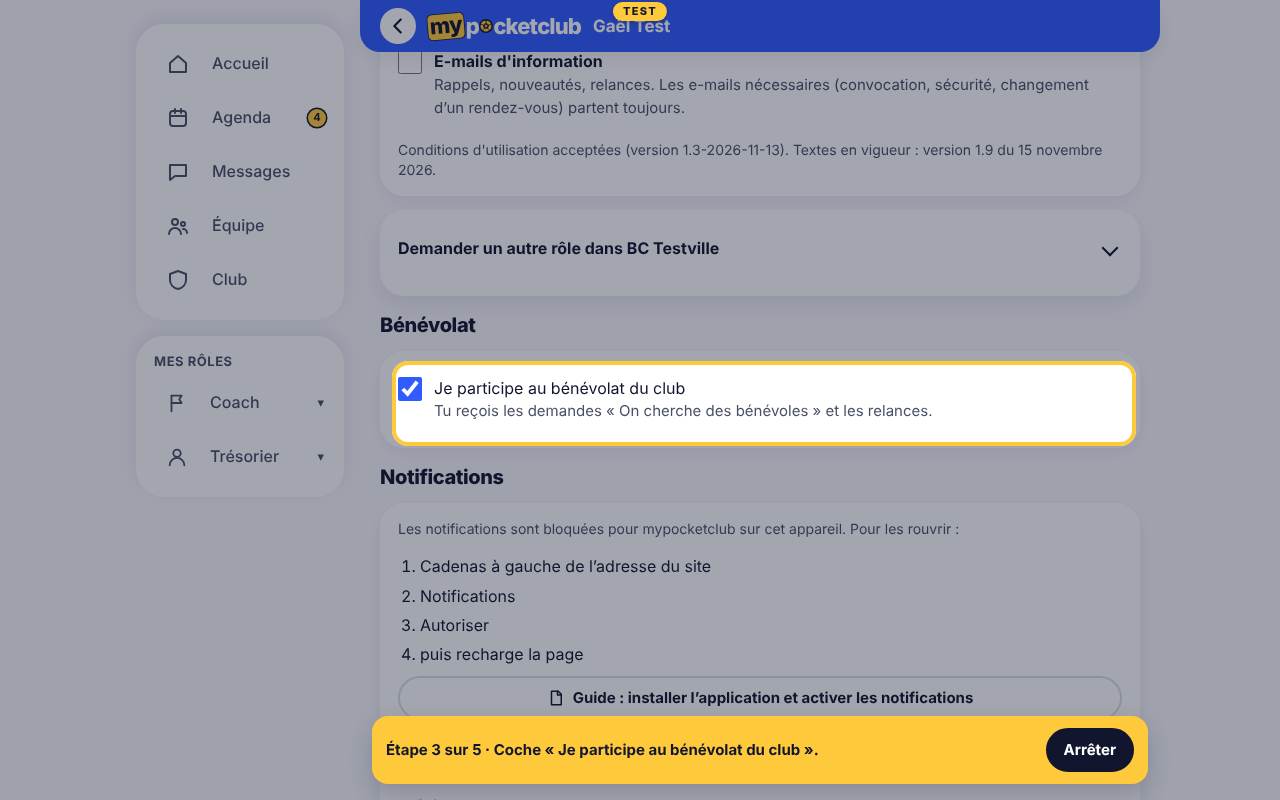 TEST
mypocketclub Gaël Test
Accueil
Agenda 4
Messages
Équipe
Club
MES RÔLES
Coach
Trésorier
E-mails d'information
Rappels, nouveautés, relances. Les e-mails nécessaires (convocation, sécurité, changement
d’un rendez-vous) partent toujours.
Conditions d'utilisation acceptées (version 1.3-2026-11-13). Textes en vigueur : version 1.9 du 15 novembre
2026.
Demander un autre rôle dans BC Testville
Bénévolat
Je participe au bénévolat du club
Tu reçois les demandes « On cherche des bénévoles » et les relances.
Notifications
Les notifications sont bloquées pour mypocketclub sur cet appareil. Pour les rouvrir :
1. Cadenas à gauche de l’adresse du site
2. Notifications
3. Autoriser
4. puis recharge la page
Guide : installer l’application et activer les notifications
Étape 3 sur 5 · Coche « Je participe au bénévolat du club ».
Arrêter